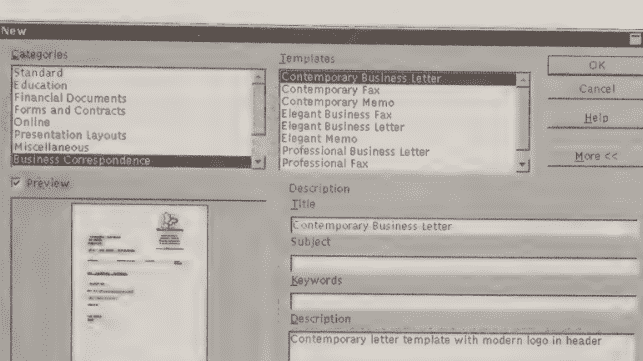 New
Categories
Standard
Education
Financial Documents
Forms and Contracts
Online
Presentation Layouts
Miscellaneous
Business Correspondence
Templates
Contemporary Business Letter
Contemporary Fax
Contemporary Memo
Elegant Business Fax
Elegant Business Letter
Elegant Memo
Professional Business Letter
Professional Fax
OK
Cancel
Help
More <<
Preview
Description
Title
Contemporary Business Letter
Subject
Keywords
Description
Contemporary letter template with modern logo in header